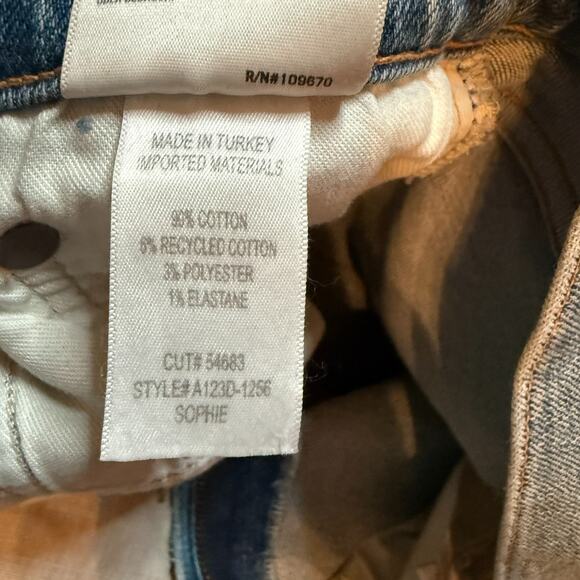 R/N#109670
MADE IN TURKEY
IMPORTED MATERIALS
90% COTTON
6% RECYCLED COTTON
3% POLYESTER
1% ELASTANE
CUT# 54683
STYLE# A123D-1256
SOPHIE